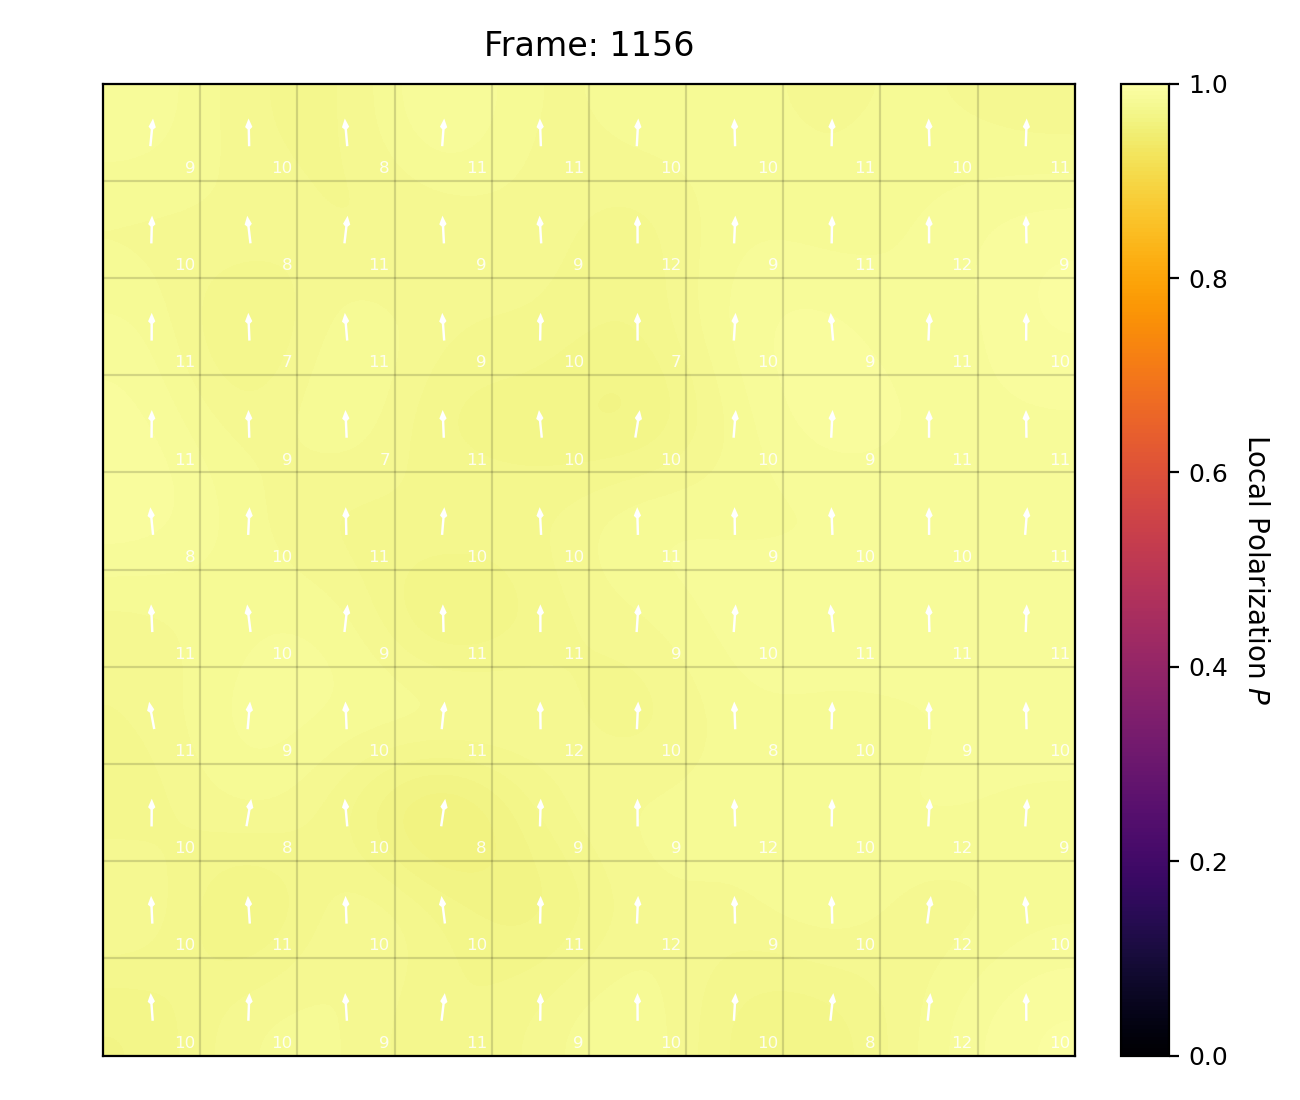 Frame: 1156
9 10 8 11 11 10 10 11 10 11
10 8 11 9 9 12 9 11 12 9
11 7 11 9 10 7 10 9 11 10
11 9 7 11 10 10 10 9 11 11
8 10 11 10 10 11 9 10 10 11
11 10 9 11 11 9 10 11 11 11
11 9 10 11 12 10 8 10 9 10
10 8 10 8 9 9 12 10 12 9
10 11 10 10 11 12 9 10 12 10
10 10 9 11 9 10 10 8 12 10
1.0
0.8
0.6
0.4
0.2
0.0
Local Polarization P